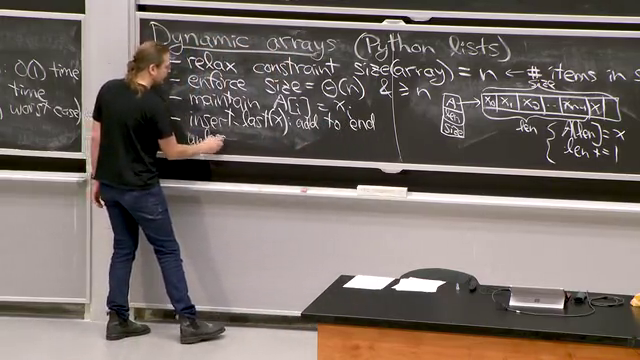 O(1) time
time
worst case)
Dynamic arrays (Python lists)
- relax constraint size(array) = n ← # items in s
- enforce size = Θ(n) & ≥ n
- maintain A[i] = xᵢ
- insert_last(x): add to end
unless
A
len
size
size
x₀ x₁ x₂ ... xₙ₋₁ x
len
{ A[len] = x
len += 1